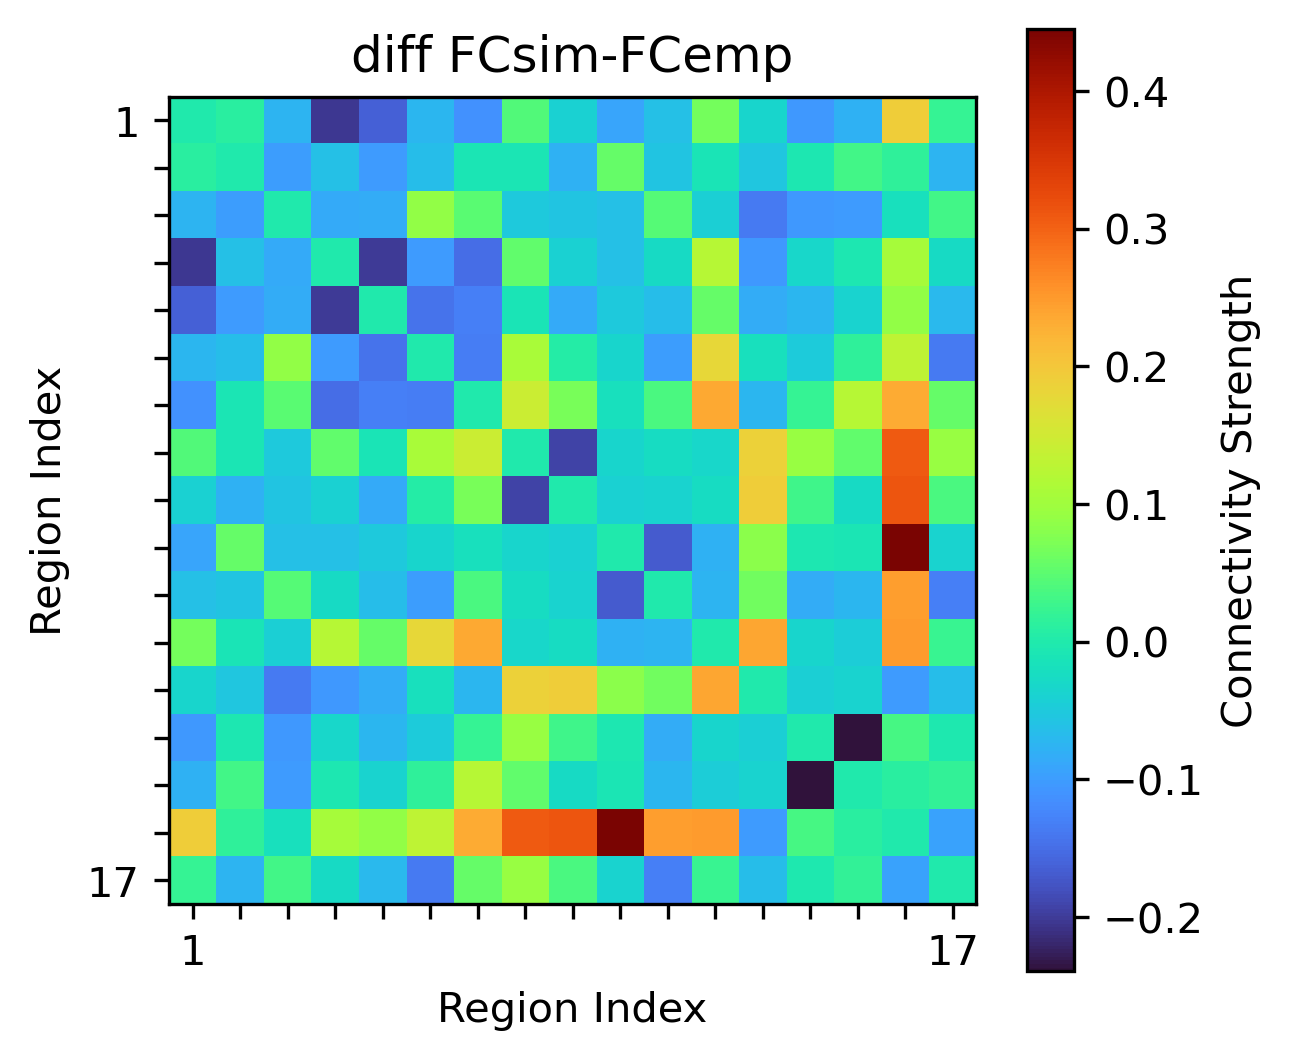 diff FCsim-FCemp
1
17
Region Index
1
17
Region Index
0.4
0.3
0.2
0.1
0.0
−0.1
−0.2
Connectivity Strength